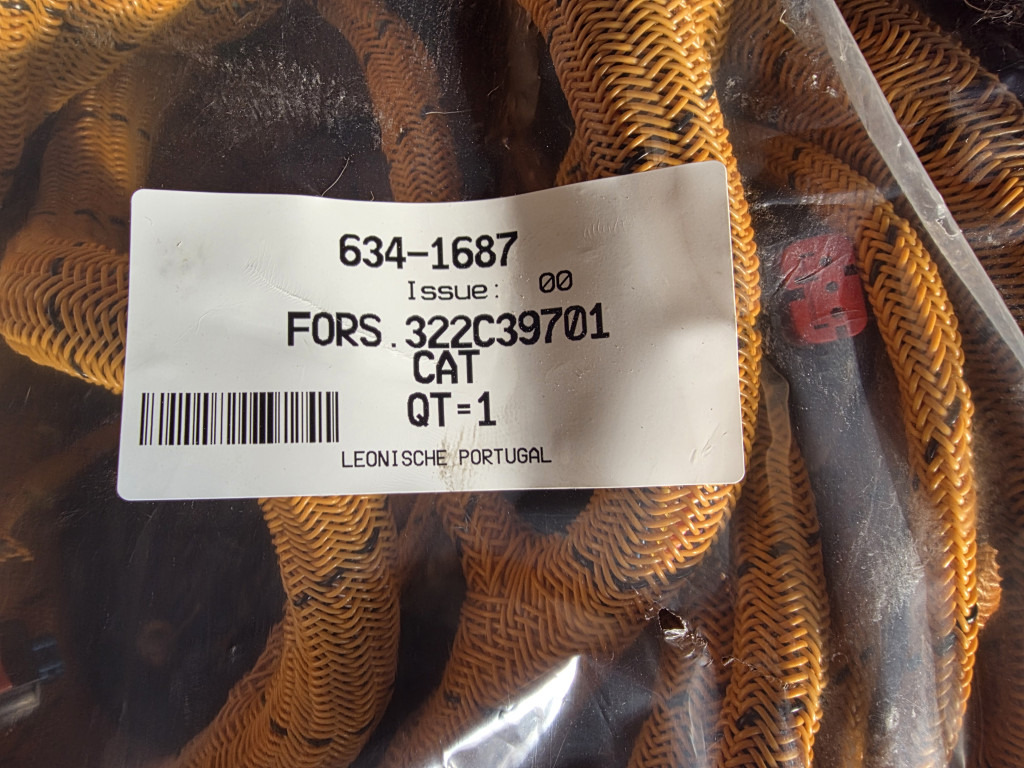 634-1687
Issue: 00
FORS.322C39701
CAT
QT=1
LEONISCHE PORTUGAL